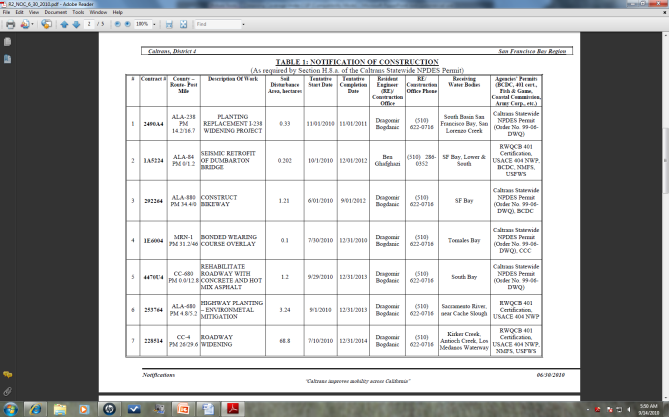 R2_NOC_6_30_2010.pdf - Adobe Reader
File Edit View Document Tools Window Help
2 / 3 100% Find
Caltrans, District 4 San Francisco Bay Region
TABLE 1: NOTIFICATION OF CONSTRUCTION
(As required by Section H.8.a. of the Caltrans Statewide NPDES Permit)
# Contract # County – Route- Post Mile Description Of Work Soil Disturbance Area, hectares Tentative Start Date Tentative Completion Date Resident Engineer (RE)/ Construction Office RE/ Construction Office Phone Receiving Water Bodies Agencies' Permits (BCDC, 401 cert., Fish & Game, Coastal Commission, Army Corp., etc.)
1 2490A4 ALA-238 PM 14.2/16.7 PLANTING REPLACEMENT I-238 WIDENING PROJECT 0.33 11/01/2010 11/01/2011 Dragomir Bogdanic (510) 622-0716 South Basin San Francisco Bay, San Lorenzo Creek Caltrans Statewide NPDES Permit (Order No. 99-06-DWQ)
2 1A5224 ALA-84 PM 0/1.2 SEISMIC RETROFIT OF DUMBARTON BRIDGE 0.202 10/1/2010 12/01/2012 Ben Ghafghazi (510) 286-0352 SF Bay, Lower & South RWQCB 401 Certification, USACE 404 NWP, BCDC, NMFS, USFWS
3 292264 ALA-880 PM 34.4/0 CONSTRUCT BIKEWAY 1.21 6/01/2010 9/01/2012 Dragomir Bogdanic (510) 622-0716 SF Bay Caltrans Statewide NPDES Permit (Order No. 99-06-DWQ), BCDC
4 1E6004 MRN-1 PM 31.2/46 BONDED WEARING COURSE OVERLAY 0.1 7/30/2010 12/31/2010 Dragomir Bogdanic (510) 622-0716 Tomales Bay Caltrans Statewide NPDES Permit (Order No. 99-06-DWQ), CCC
5 4470U4 CC-680 PM 0.0/12.8 REHABILITATE ROADWAY WITH CONCRETE AND HOT MIX ASPHALT 1.2 9/29/2010 12/31/2013 Dragomir Bogdanic (510) 622-0716 South Bay Caltrans Statewide NPDES Permit (Order No. 99-06-DWQ)
6 253764 ALA-680 PM 4.8/5.2 HIGHWAY PLANTING – ENVIRONMETAL MITIGATION 3.24 9/1/2010 12/31/2013 Dragomir Bogdanic (510) 622-0716 Sacramento River, near Cache Slough RWQCB 401 Certification, USACE 404 NWP
7 228514 CC-4 PM 26/29.6 ROADWAY WIDENING 68.8 7/10/2010 12/31/2014 Dragomir Bogdanic (510) 622-0716 Kirker Creek, Antioch Creek, Los Medanos Waterway RWQCB 401 Certification, USACE 404 NWP, NMFS, USFWS
Notifications 06/30/2010
"Caltrans improves mobility across California"
5:50 AM
9/24/2010